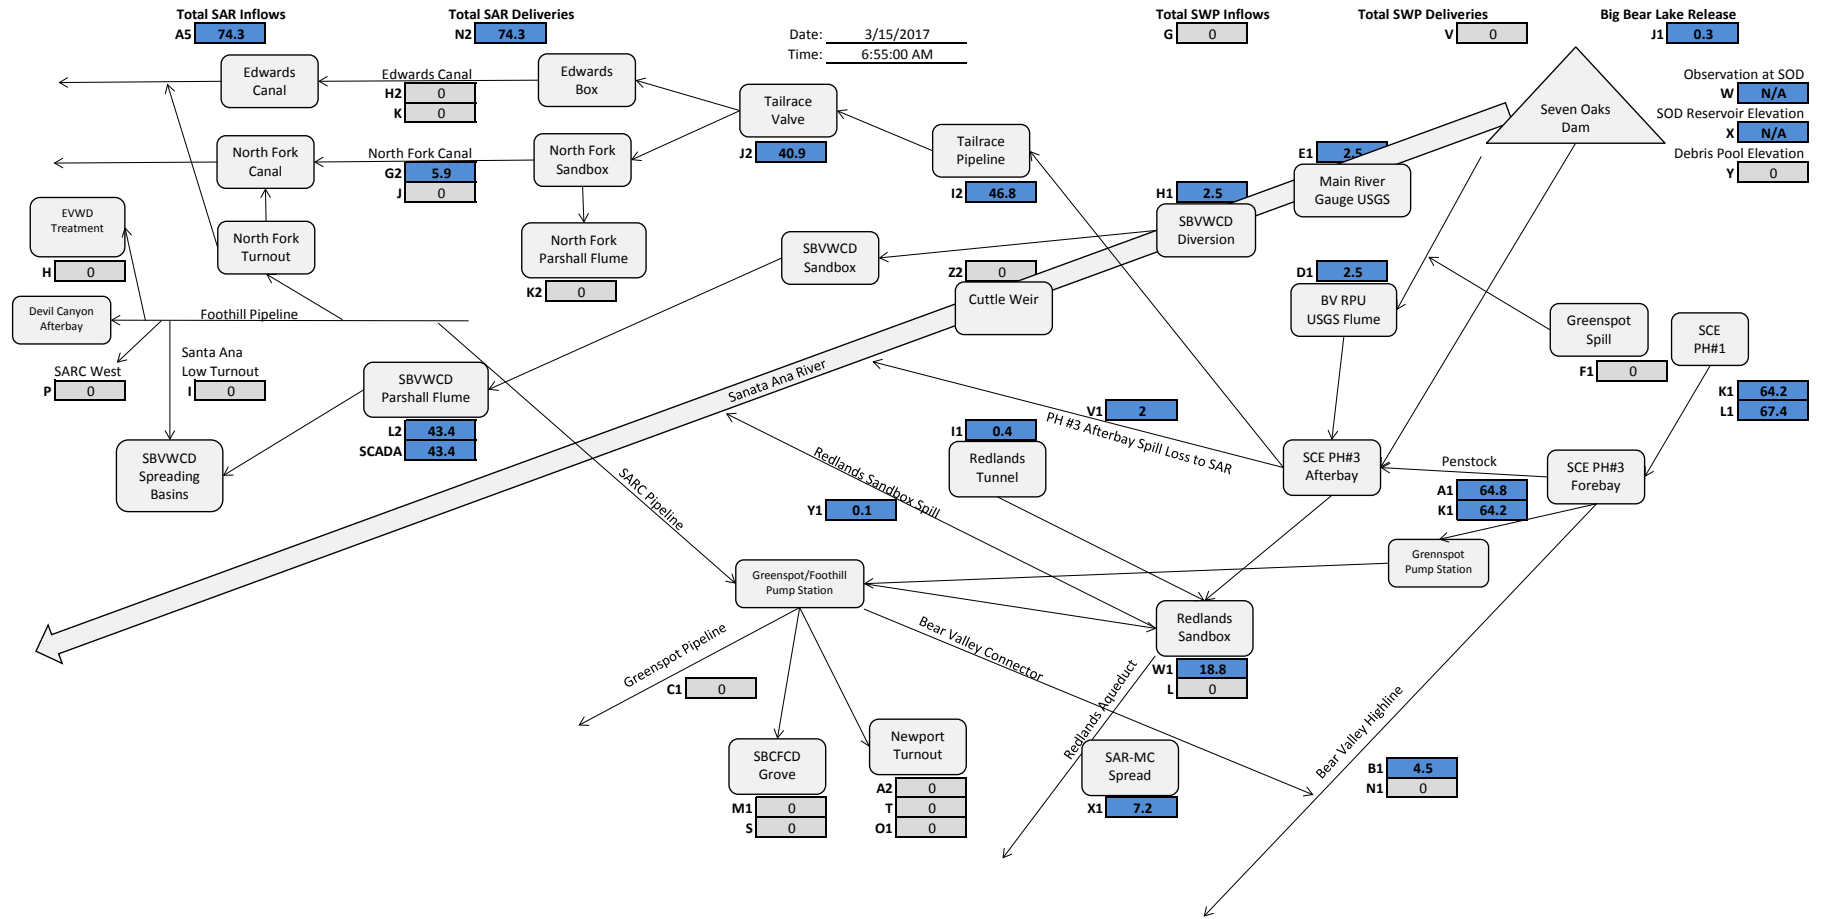 Total SAR Inflows
A5 74.3
Total SAR Deliveries
N2 74.3
Date: 3/15/2017
Time: 6:55:00 AM
Total SWP Inflows
G 0
Total SWP Deliveries
V 0
Big Bear Lake Release
J1 0.3
Observation at SOD
W N/A
SOD Reservoir Elevation
X N/A
Debris Pool Elevation
Y 0
Edwards
Canal
Edwards Canal
H2 0
K 0
Edwards
Box
Tailrace
Valve
J2 40.9
Tailrace
Pipeline
I2 46.8
Seven Oaks
Dam
North Fork
Canal
North Fork Canal
G2 5.9
J 0
North Fork
Sandbox
E1 2.5
Main River
Gauge USGS
H1 2.5
SBVWCD
Diversion
EVWD
Treatment
H 0
North Fork
Turnout
North Fork
Parshall Flume
K2 0
SBVWCD
Sandbox
Z2 0
Cuttle Weir
D1 2.5
BV RPU
USGS Flume
Greenspot
Spill
F1 0
SCE
PH#1
K1 64.2
L1 67.4
Devil Canyon
Afterbay
Foothill Pipeline
SARC West
P 0
Santa Ana
Low Turnout
I 0
SBVWCD
Parshall Flume
L2 43.4
SCADA 43.4
SBVWCD
Spreading
Basins
Sanata Ana River
V1 2
PH #3 Afterbay Spill Loss to SAR
I1 0.4
Redlands
Tunnel
SCE PH#3
Afterbay
Penstock
A1 64.8
K1 64.2
SCE PH#3
Forebay
SARC Pipeline
Redlands Sandbox Spill
Y1 0.1
Grennspot
Pump Station
Greenspot/Foothill
Pump Station
Redlands
Sandbox
W1 18.8
L 0
Greenspot Pipeline
C1 0
Bear Valley Connector
Redlands Aqueduct
Bear Valley Highline
SBCFCD
Grove
M1 0
S 0
Newport
Turnout
A2 0
T 0
O1 0
SAR-MC
Spread
X1 7.2
B1 4.5
N1 0